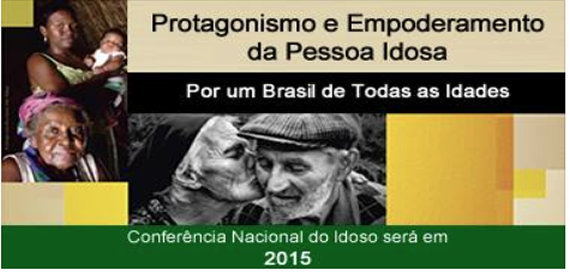 Protagonismo e Empoderamento
da Pessoa Idosa
Por um Brasil de Todas as Idades
Conferência Nacional do Idoso será em
2015